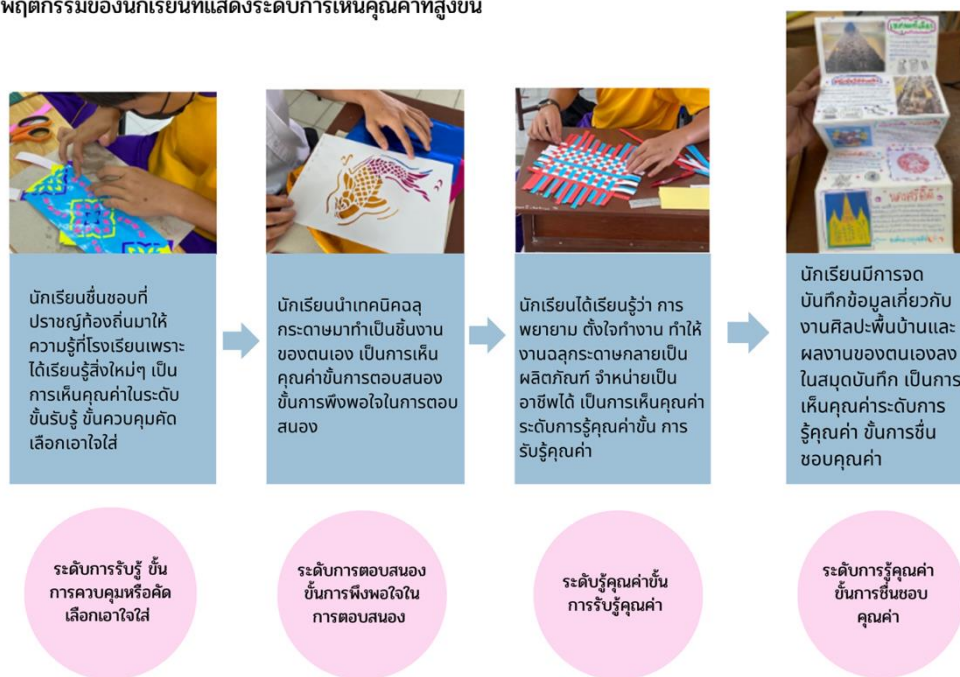 พฤติกรรมของนักเรียนที่แสดงระดับการเห็นคุณค่าที่สูงขึ้น
นักเรียนชื่นชอบที่
ปราชญ์ท้องถิ่นมาให้
ความรู้ที่โรงเรียนเพราะ
ได้เรียนรู้สิ่งใหม่ๆ เป็น
การเห็นคุณค่าในระดับ
ขั้นรับรู้ ขั้นควบคุมคัด
เลือกเอาใจใส่
นักเรียนนำเทคนิคฉลุ
กระดาษมาทำเป็นชิ้นงาน
ของตนเอง เป็นการเห็น
คุณค่าขั้นการตอบสนอง
ขั้นการพึงพอใจในการตอบ
สนอง
นักเรียนได้เรียนรู้ว่า การ
พยายาม ตั้งใจทำงาน ทำให้
งานฉลุกระดาษกลายเป็น
ผลิตภัณฑ์ จำหน่ายเป็น
อาชีพได้ เป็นการเห็นคุณค่า
ระดับการรู้คุณค่าขั้น การ
รับรู้คุณค่า
นักเรียนมีการจด
บันทึกข้อมูลเกี่ยวกับ
งานศิลปะพื้นบ้านและ
ผลงานของตนเองลง
ในสมุดบันทึก เป็นการ
เห็นคุณค่าระดับการ
รู้คุณค่า ขั้นการชื่น
ชอบคุณค่า
ระดับการรับรู้ ขั้น
การควบคุมหรือคัด
เลือกเอาใจใส่
ระดับการตอบสนอง
ขั้นการพึงพอใจใน
การตอบสนอง
ระดับรู้คุณค่าขั้น
การรับรู้คุณค่า
ระดับการรู้คุณค่า
ขั้นการชื่นชอบ
คุณค่า